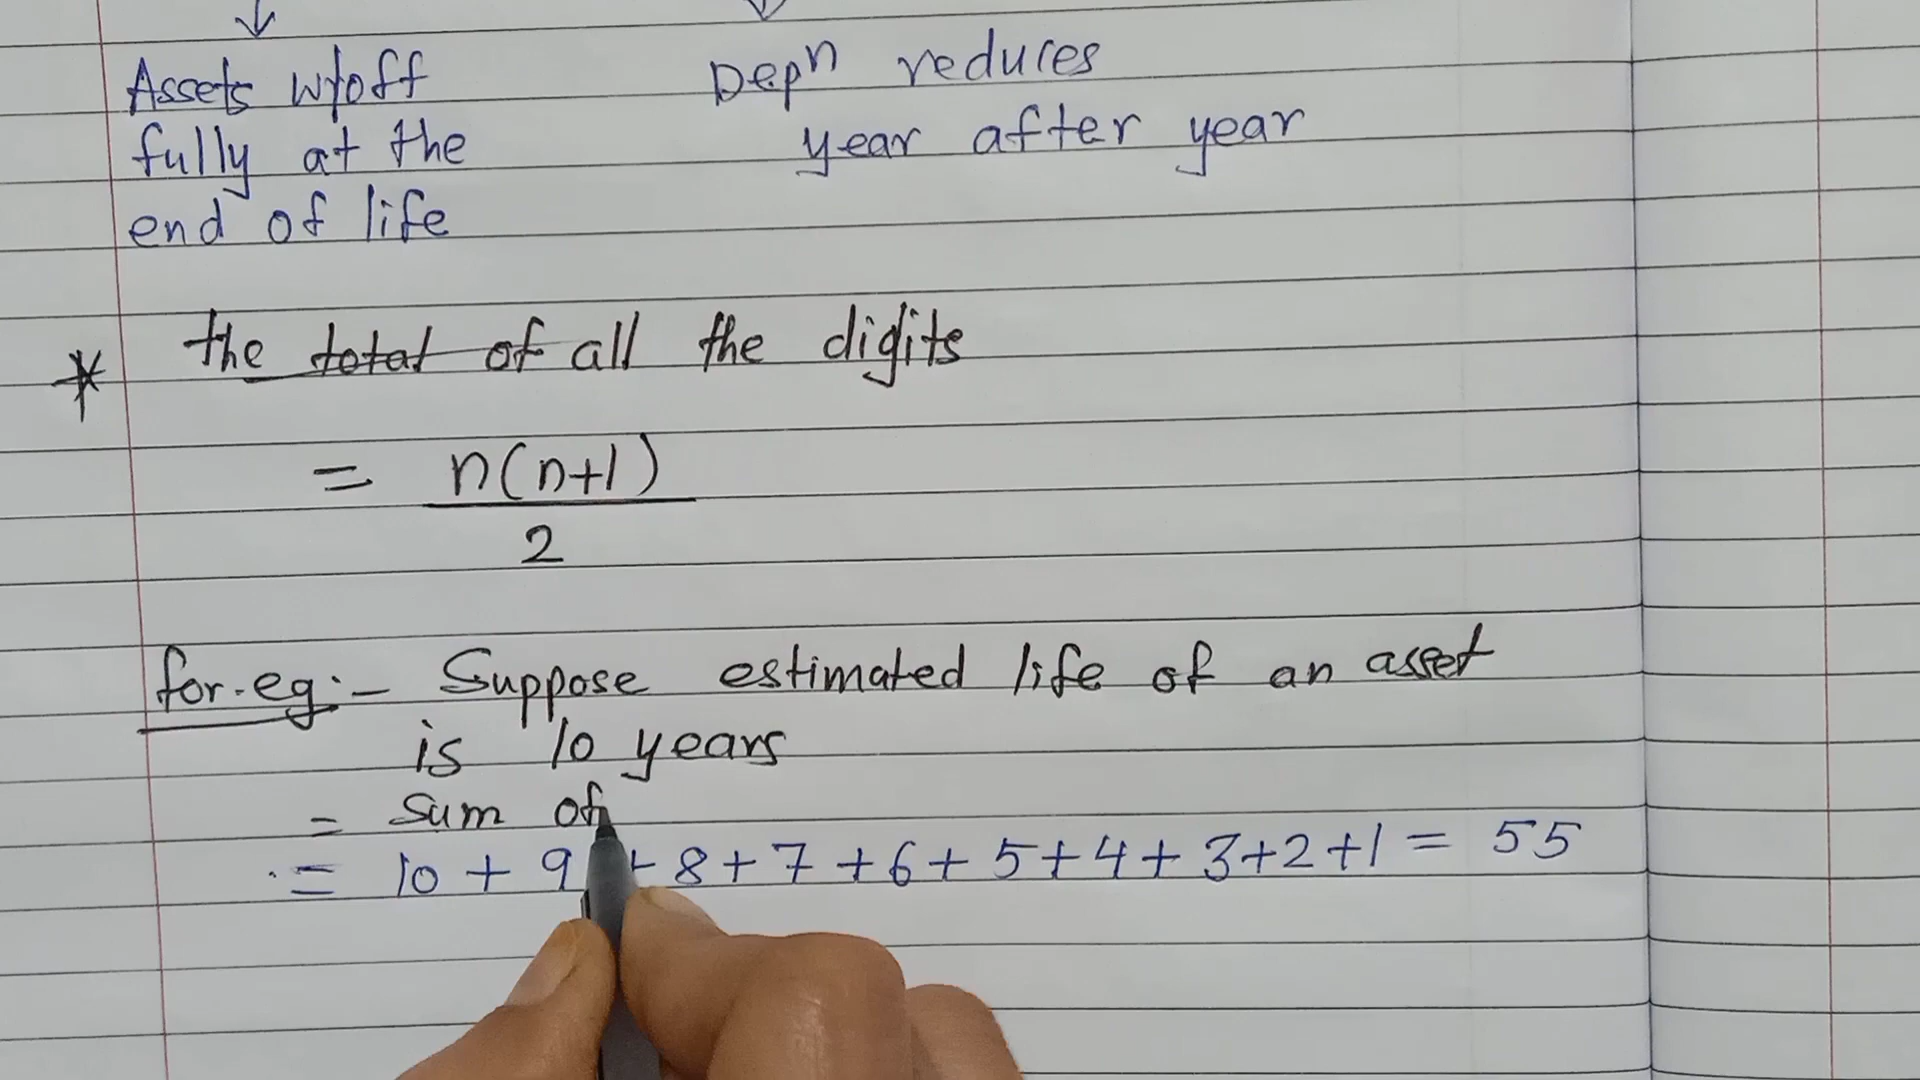 Assets w/off
fully at the
end of life
Depⁿ reduces
year after year
* the total of all the digits
= n(n+1)
2
for.eg:- Suppose estimated life of an asset
is 10 years
= Sum of
= 10 + 9 + 8 + 7 + 6 + 5 + 4 + 3 + 2 + 1 = 55